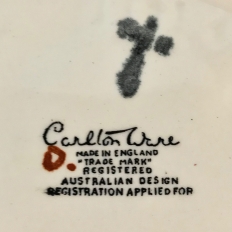 Carlton Ware
MADE IN ENGLAND
"TRADE MARK"
REGISTERED
AUSTRALIAN DESIGN
REGISTRATION APPLIED FOR